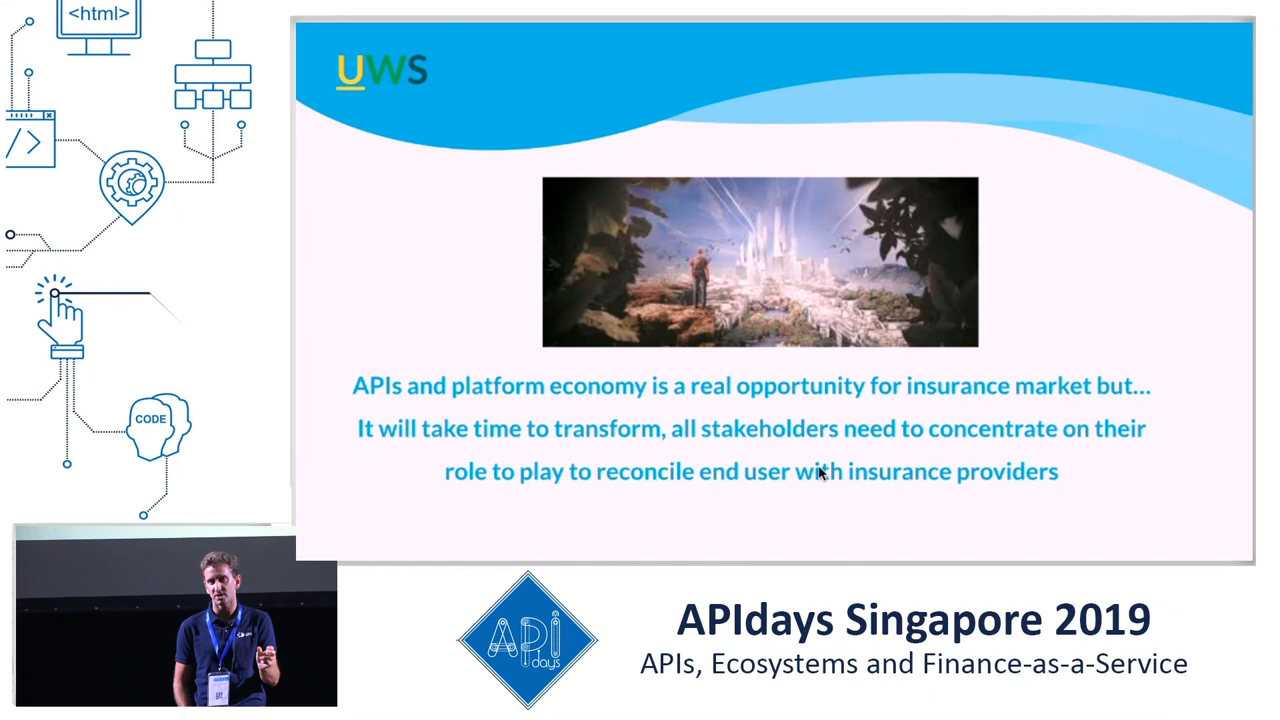 <html>
</>
CODE
UWS
APIs and platform economy is a real opportunity for insurance market but...
It will take time to transform, all stakeholders need to concentrate on their
role to play to reconcile end user with insurance providers
API
days
APIdays Singapore 2019
APIs, Ecosystems and Finance-as-a-Service